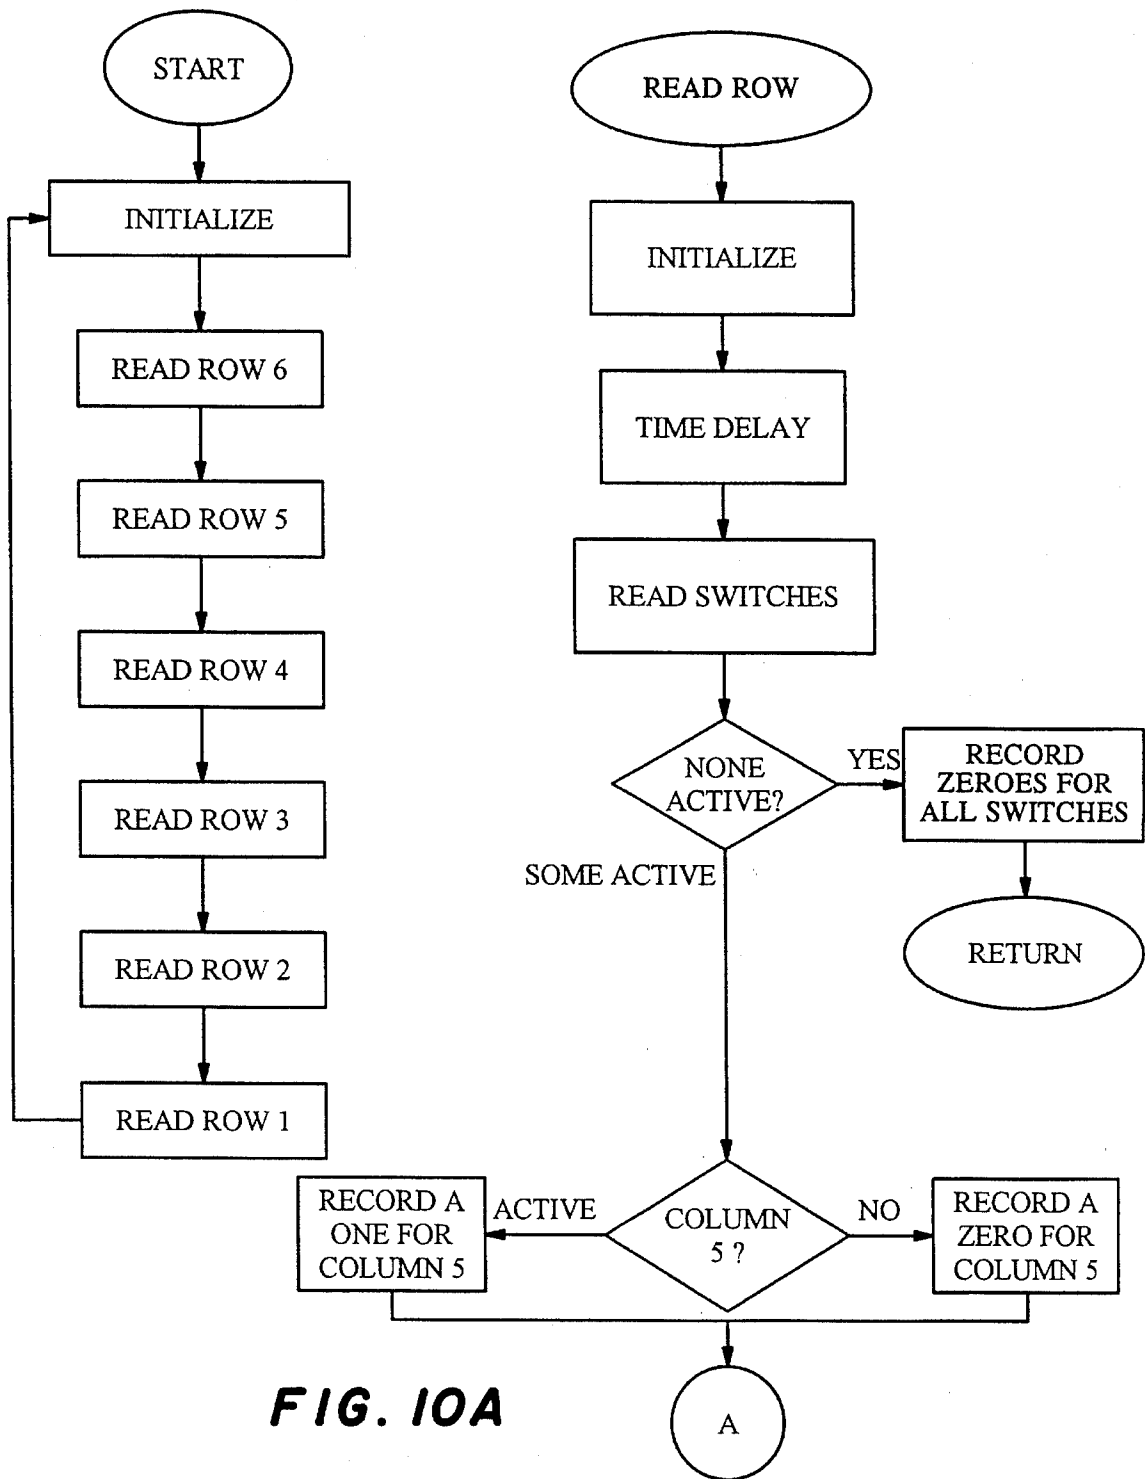 START
INITIALIZE
READ ROW 6
READ ROW 5
READ ROW 4
READ ROW 3
READ ROW 2
READ ROW 1
READ ROW
INITIALIZE
TIME DELAY
READ SWITCHES
NONE
ACTIVE?
YES
RECORD
ZEROES FOR
ALL SWITCHES
RETURN
SOME ACTIVE
COLUMN
5 ?
ACTIVE
RECORD A
ONE FOR
COLUMN 5
NO
RECORD A
ZERO FOR
COLUMN 5
A
FIG. 10A